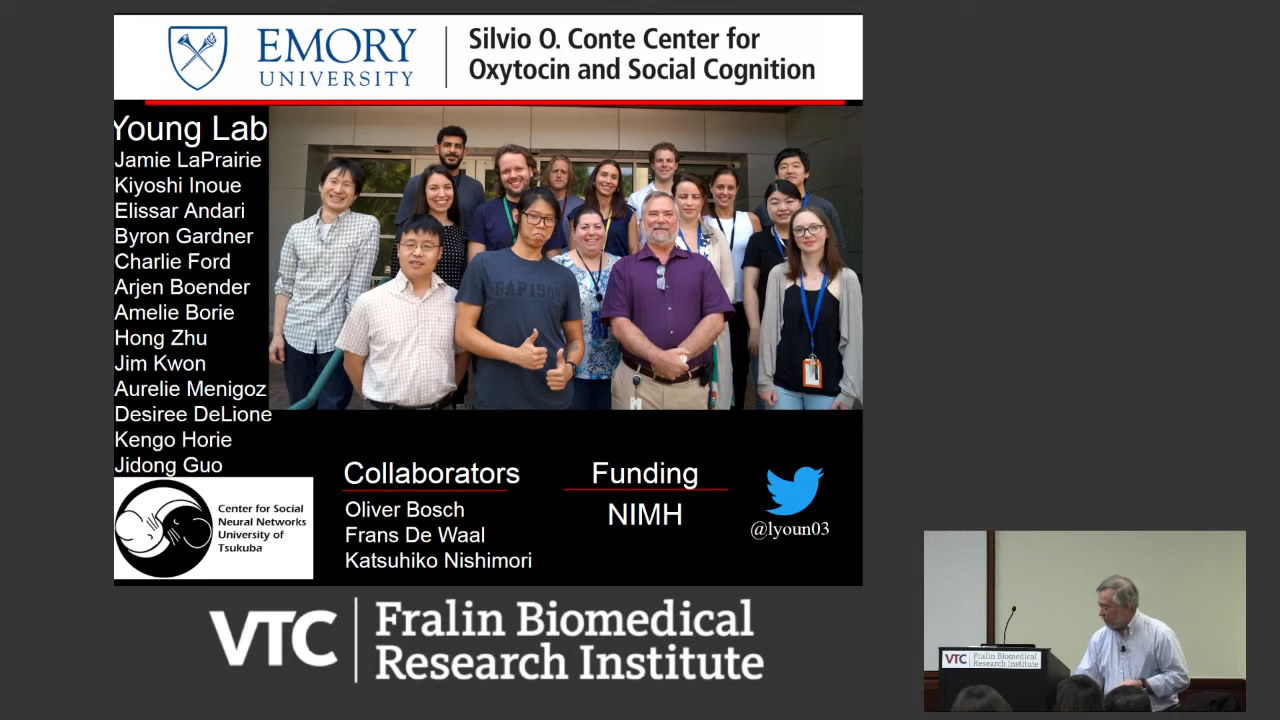 EMORY
UNIVERSITY
Silvio O. Conte Center for
Oxytocin and Social Cognition
Young Lab
Jamie LaPrairie
Kiyoshi Inoue
Elissar Andari
Byron Gardner
Charlie Ford
Arjen Boender
Amelie Borie
Hong Zhu
Jim Kwon
Aurelie Menigoz
Desiree DeLione
Kengo Horie
Jidong Guo
GAP1969
Center for Social
Neural Networks
University of
Tsukuba
Collaborators
Oliver Bosch
Frans De Waal
Katsuhiko Nishimori
Funding
NIMH
@lyoun03
VTC
Fralin Biomedical
Research Institute
VTC
Fralin Biomedical
Research Institute